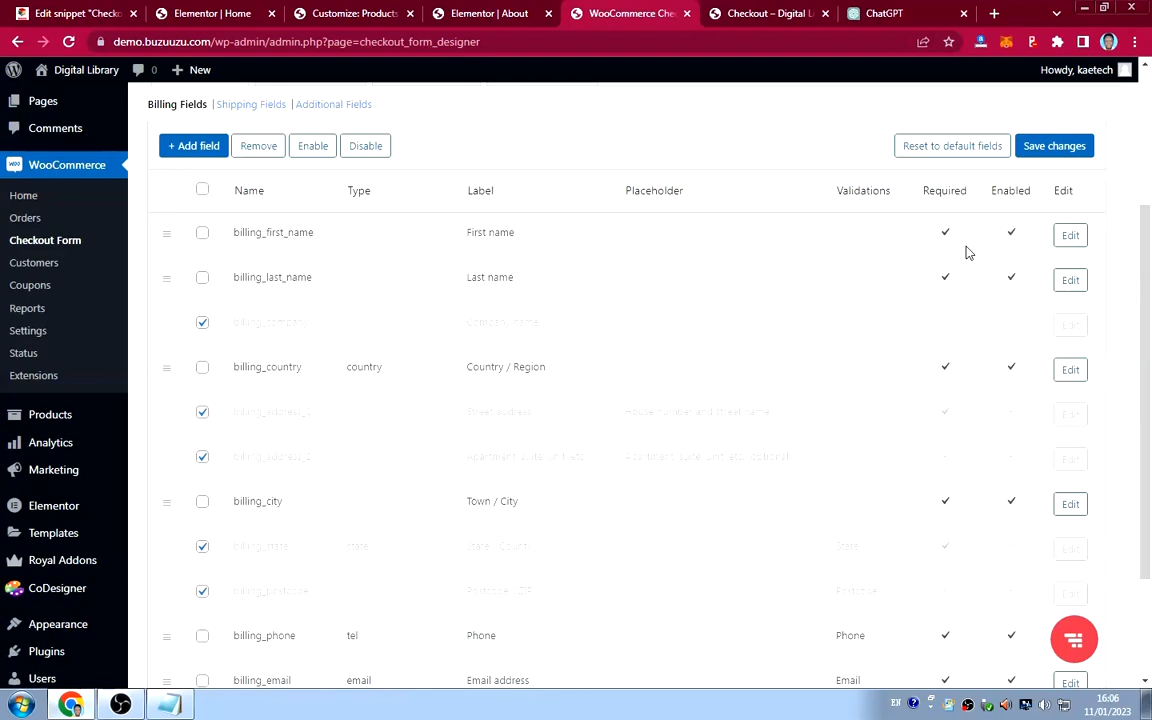 Edit snippet "Checko
Elementor | Home
Customize: Products
Elementor | About
WooCommerce Che
Checkout – Digital L
ChatGPT
demo.buzuuzu.com/wp-admin/admin.php?page=checkout_form_designer
Digital Library
0
New
Howdy, kaetech
Pages
Comments
WooCommerce
Home
Orders
Checkout Form
Customers
Coupons
Reports
Settings
Status
Extensions
Products
Analytics
Marketing
Elementor
Templates
Royal Addons
CoDesigner
Appearance
Plugins
Users
Billing Fields | Shipping Fields | Additional Fields
+ Add field Remove Enable Disable Reset to default fields Save changes
Name Type Label Placeholder Validations Required Enabled Edit
billing_first_name First name Edit
billing_last_name Last name Edit
billing_company Company name Edit
billing_country country Country / Region Edit
billing_address_1 Street address House number and street name Edit
billing_address_2 Apartment, suite, unit, etc. Apartment, suite, unit, etc. (optional) Edit
billing_city Town / City Edit
billing_state state State / County State Edit
billing_postcode Postcode / ZIP Postcode Edit
billing_phone tel Phone Phone
billing_email email Email address Email Edit
EN
16:06
11/01/2023